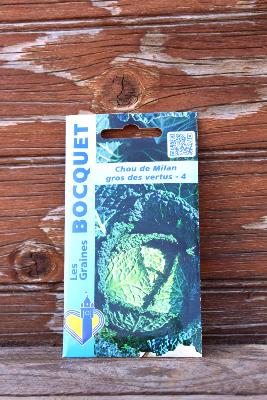 Les Graines
BOCQUET
Chou de Milan
gros des vertus - 4